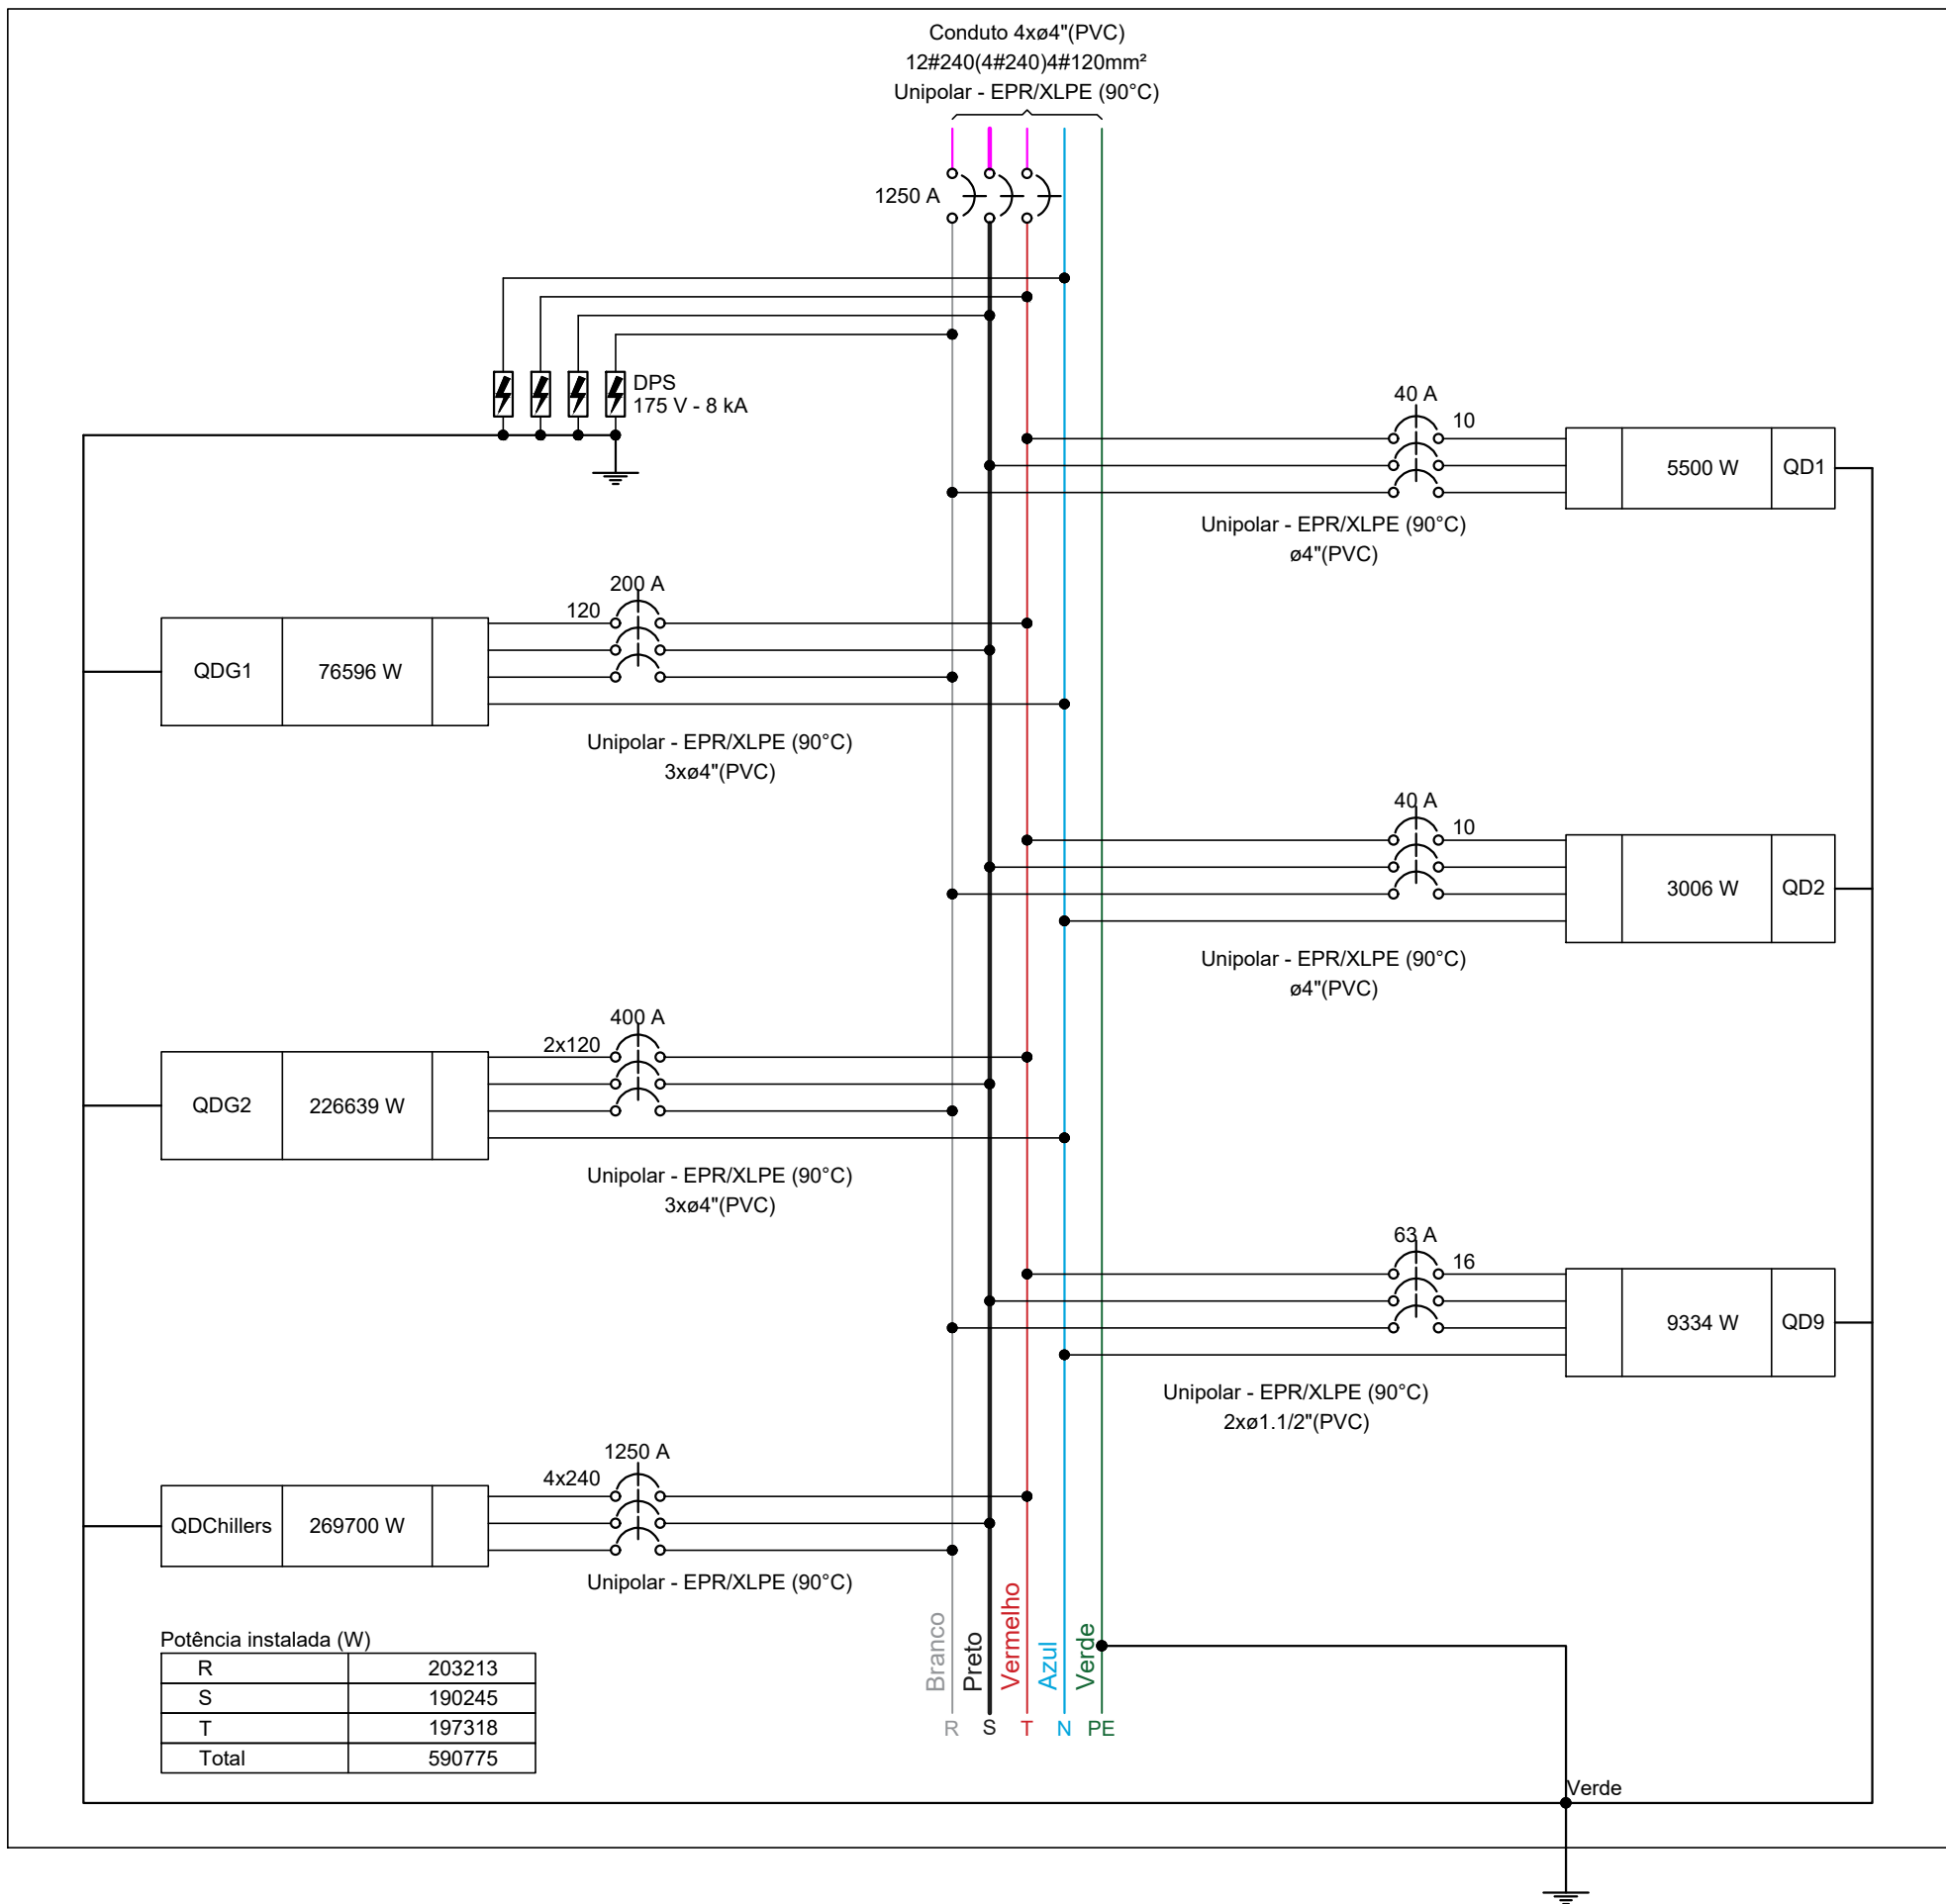 Conduto 4xø4"(PVC)
12#240(4#240)4#120mm²
Unipolar - EPR/XLPE (90°C)
1250 A
DPS
175 V - 8 kA
40 A
10
5500 W
QD1
Unipolar - EPR/XLPE (90°C)
ø4"(PVC)
200 A
120
QDG1
76596 W
Unipolar - EPR/XLPE (90°C)
3xø4"(PVC)
40 A
10
3006 W
QD2
Unipolar - EPR/XLPE (90°C)
ø4"(PVC)
400 A
2x120
QDG2
226639 W
Unipolar - EPR/XLPE (90°C)
3xø4"(PVC)
63 A
16
9334 W
QD9
Unipolar - EPR/XLPE (90°C)
2xø1.1/2"(PVC)
1250 A
4x240
QDChillers
269700 W
Unipolar - EPR/XLPE (90°C)
Potência instalada (W)
R 203213
S 190245
T 197318
Total 590775
Branco
Preto
Vermelho
Azul
Verde
R S T N PE
Verde